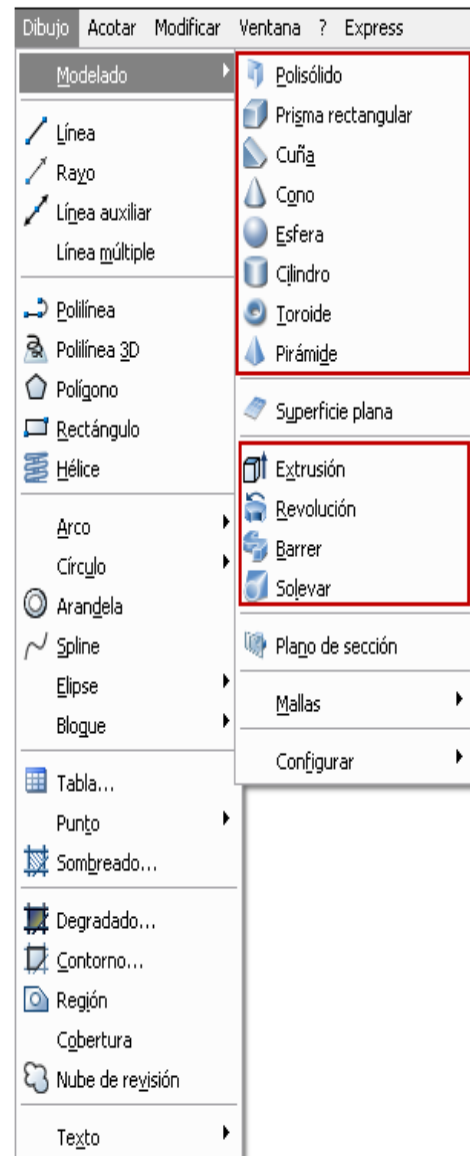 Dibujo Acotar Modificar Ventana ? Express
Modelado
Línea
Rayo
Línea auxiliar
Línea múltiple
Polilínea
Polilínea 3D
Polígono
Rectángulo
Hélice
Arco
Círculo
Arandela
Spline
Elipse
Bloque
Tabla...
Punto
Sombreado...
Degradado...
Contorno...
Región
Cobertura
Nube de revisión
Texto
Polisólido
Prisma rectangular
Cuña
Cono
Esfera
Cilindro
Toroide
Pirámide
Superficie plana
Extrusión
Revolución
Barrer
Solevar
Plano de sección
Mallas
Configurar